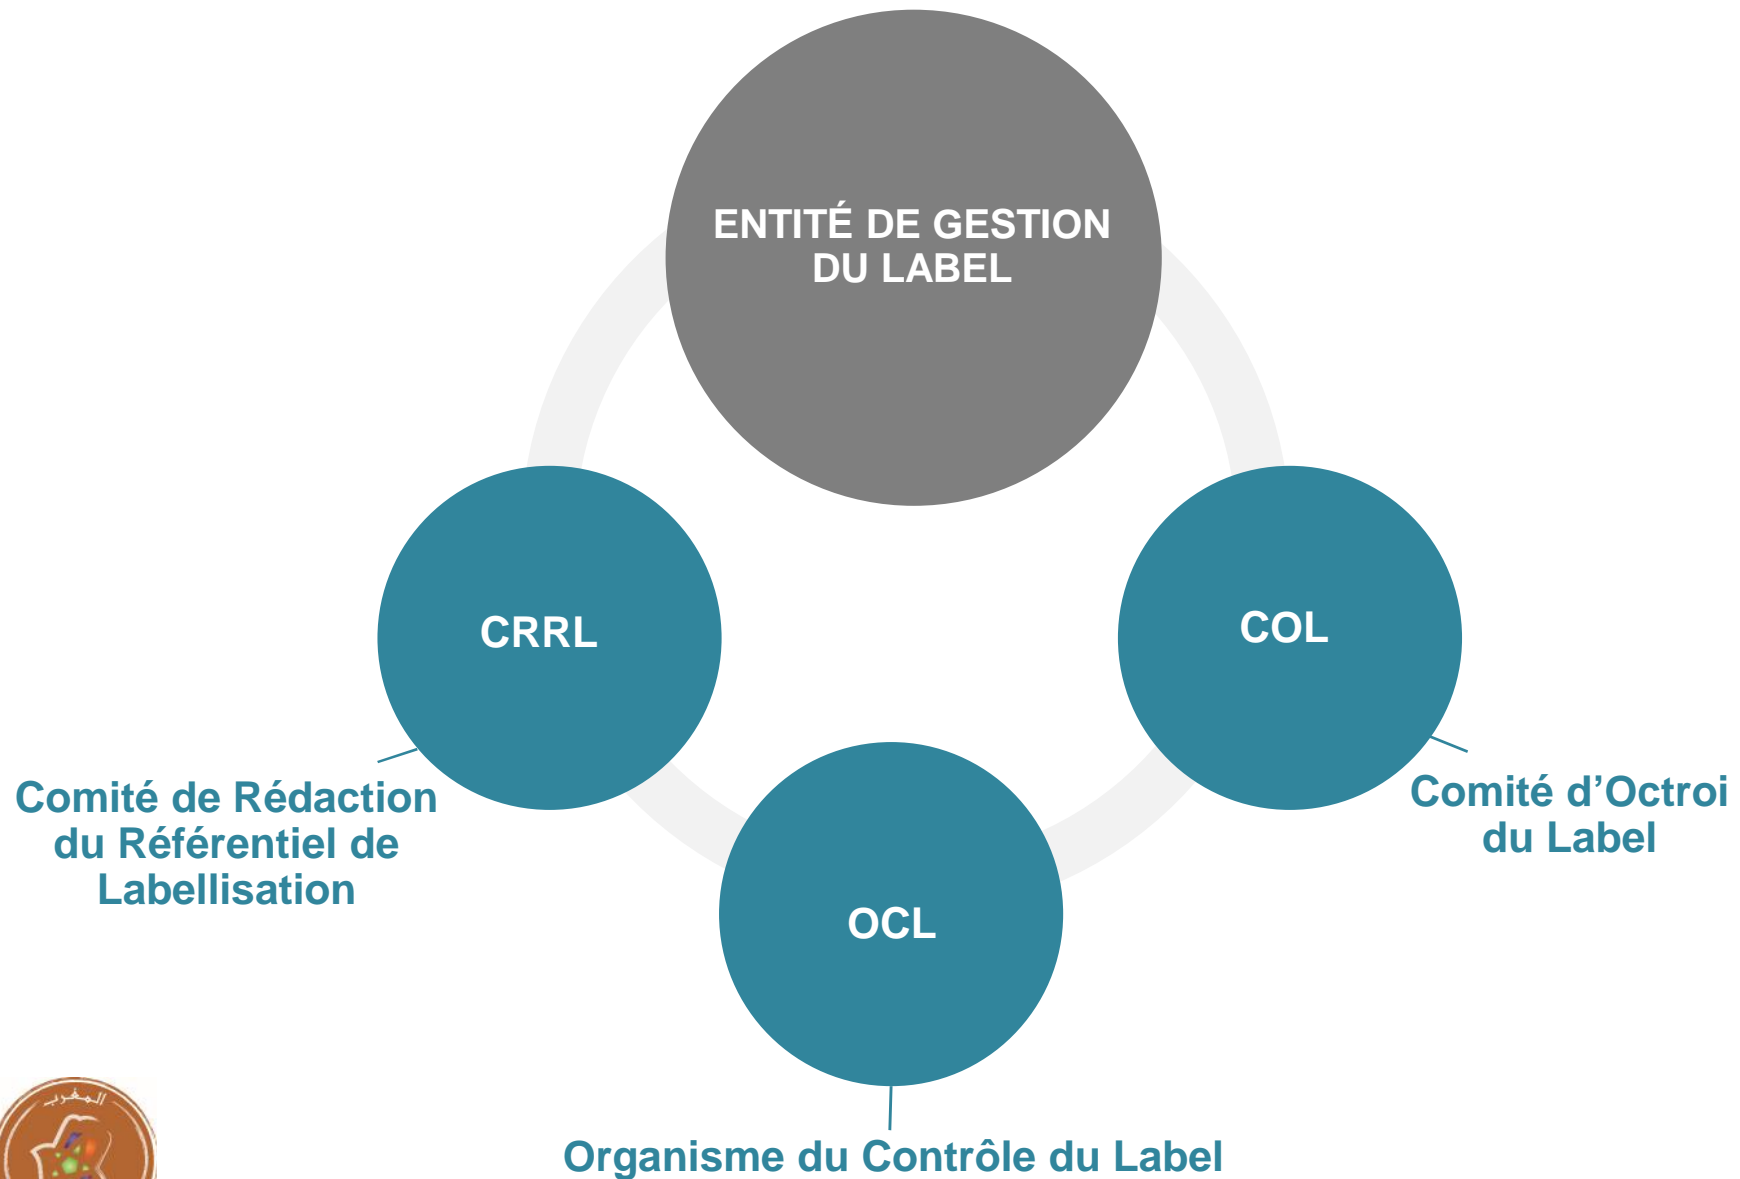 ENTITÉ DE GESTION
DU LABEL
CRRL
COL
Comité de Rédaction
du Référentiel de
Labellisation
Comité d’Octroi
du Label
OCL
Organisme du Contrôle du Label
المغرب